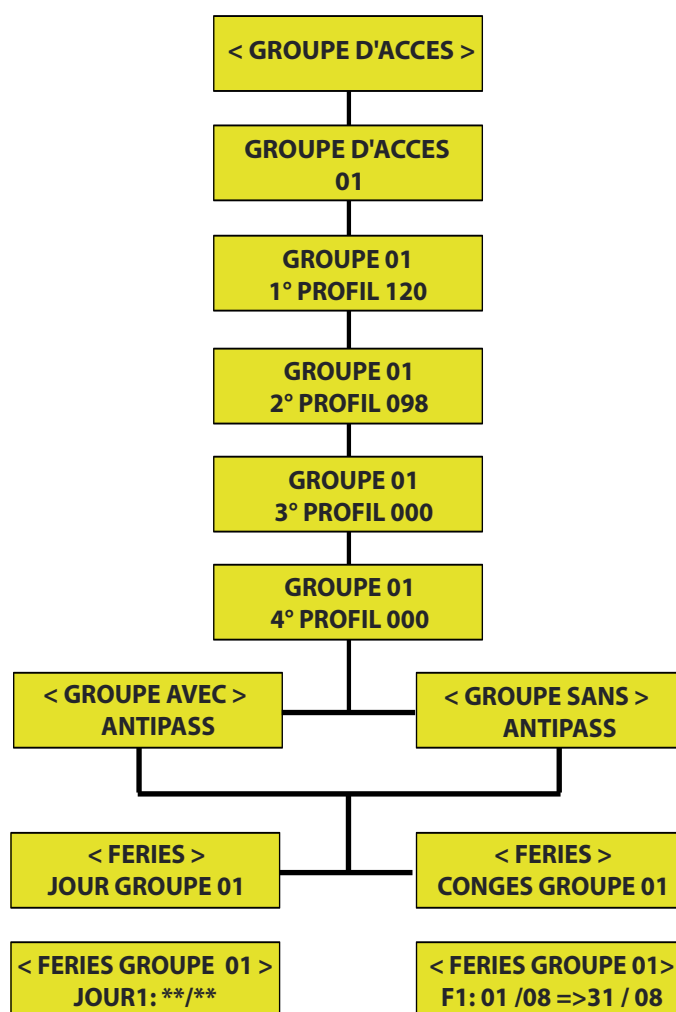 < GROUPE D'ACCES >
GROUPE D'ACCES
01
GROUPE 01
1° PROFIL 120
GROUPE 01
2° PROFIL 098
GROUPE 01
3° PROFIL 000
GROUPE 01
4° PROFIL 000
< GROUPE AVEC >
ANTIPASS
< GROUPE SANS >
ANTIPASS
< FERIES >
JOUR GROUPE 01
< FERIES >
CONGES GROUPE 01
< FERIES GROUPE 01 >
JOUR1: **/**
< FERIES GROUPE 01>
F1: 01 /08 =>31 / 08